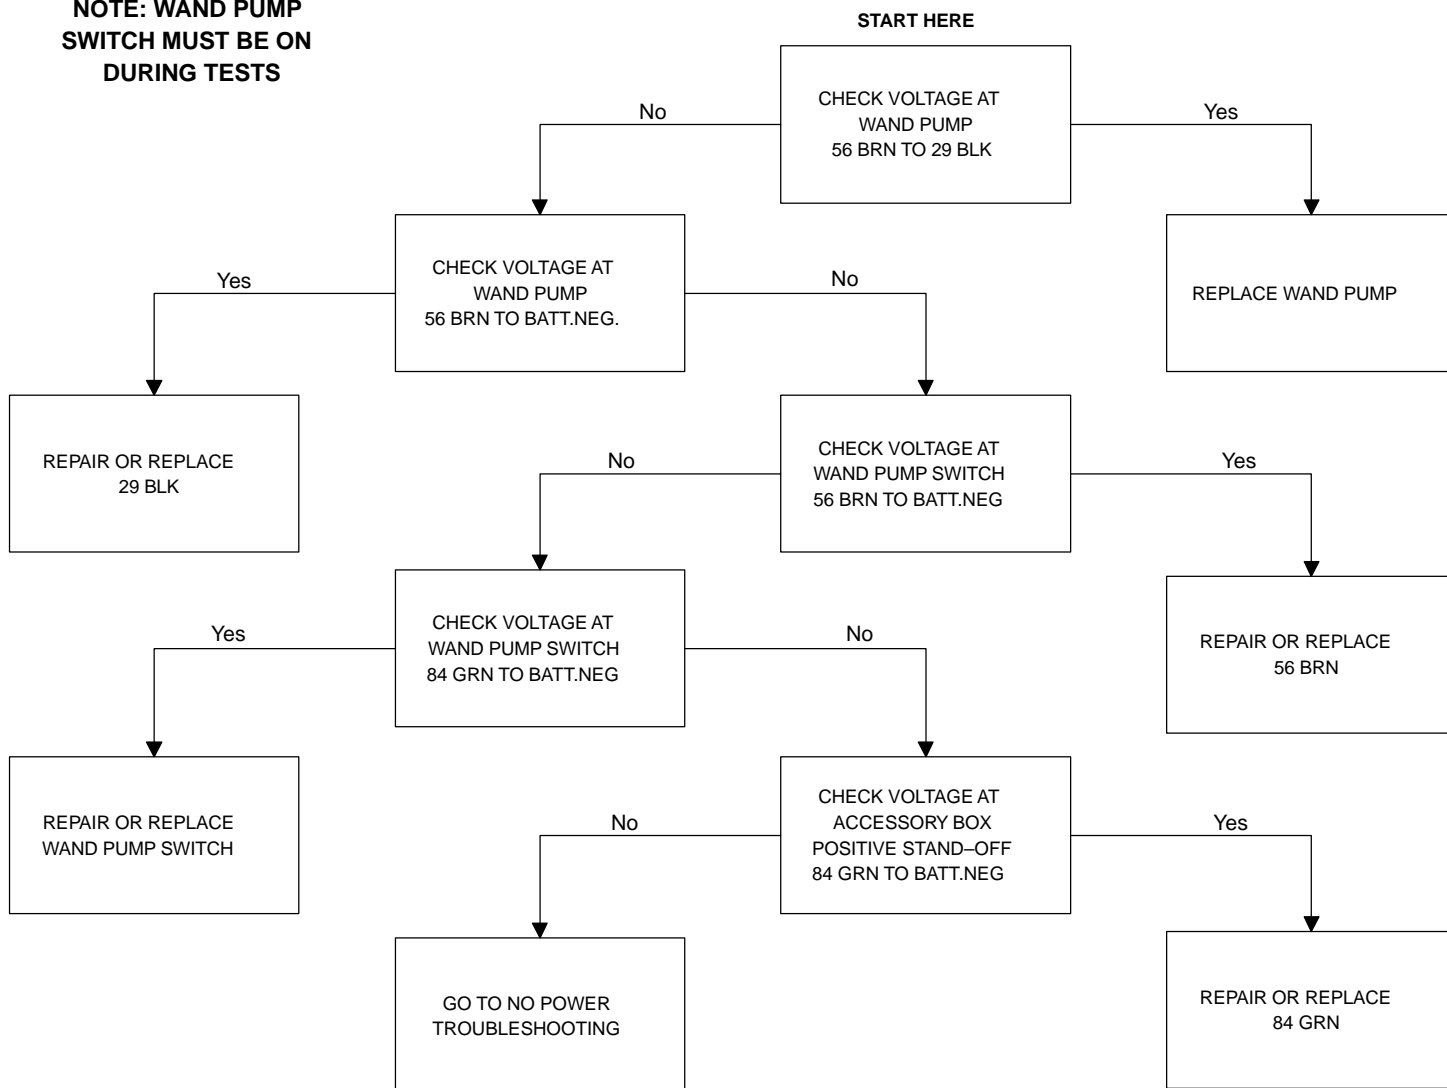 NOTE: WAND PUMP
SWITCH MUST BE ON
DURING TESTS
START HERE
CHECK VOLTAGE AT
WAND PUMP
56 BRN TO 29 BLK
No
Yes
CHECK VOLTAGE AT
WAND PUMP
56 BRN TO BATT.NEG.
REPLACE WAND PUMP
Yes
No
REPAIR OR REPLACE
29 BLK
CHECK VOLTAGE AT
WAND PUMP SWITCH
56 BRN TO BATT.NEG
No
Yes
CHECK VOLTAGE AT
WAND PUMP SWITCH
84 GRN TO BATT.NEG
REPAIR OR REPLACE
56 BRN
Yes
No
REPAIR OR REPLACE
WAND PUMP SWITCH
CHECK VOLTAGE AT
ACCESSORY BOX
POSITIVE STAND–OFF
84 GRN TO BATT.NEG
No
Yes
GO TO NO POWER
TROUBLESHOOTING
REPAIR OR REPLACE
84 GRN